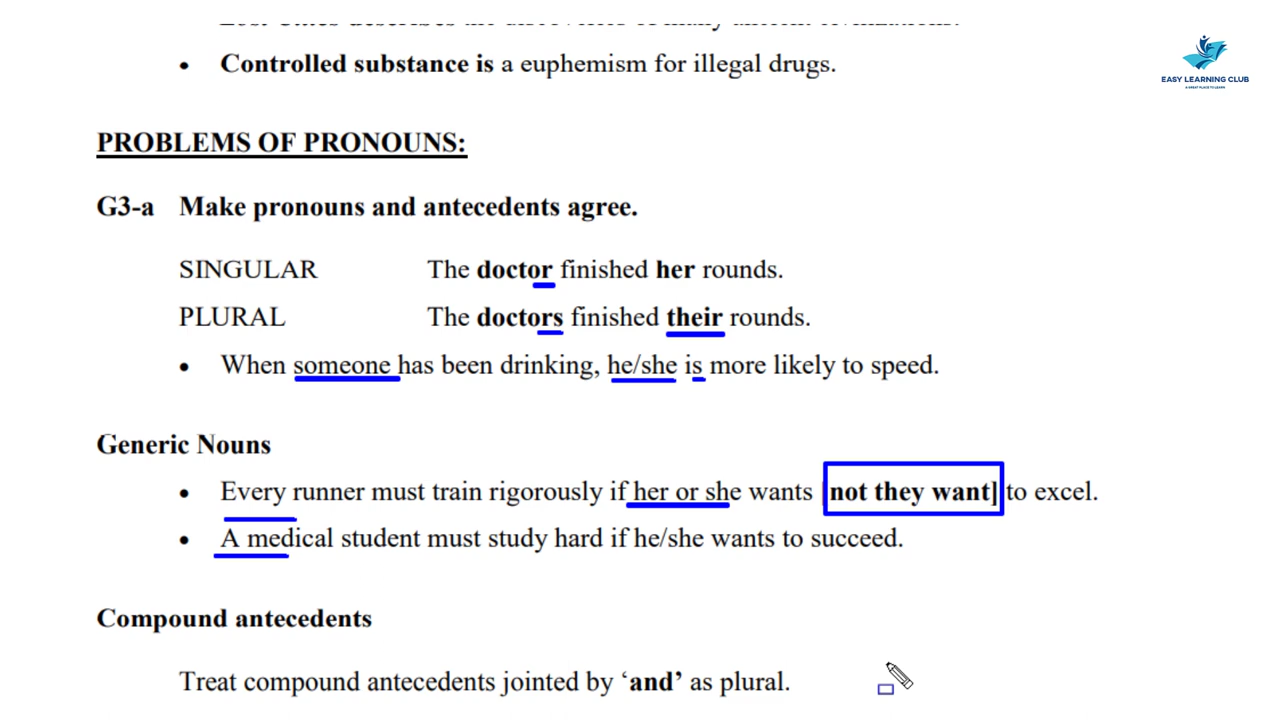 Controlled substance is a euphemism for illegal drugs.
EASY LEARNING CLUB
A GREAT PLACE TO LEARN
PROBLEMS OF PRONOUNS:
G3-a Make pronouns and antecedents agree.
SINGULAR The doctor finished her rounds.
PLURAL The doctors finished their rounds.
• When someone has been drinking, he/she is more likely to speed.
Generic Nouns
• Every runner must train rigorously if her or she wants [not they want] to excel.
• A medical student must study hard if he/she wants to succeed.
Compound antecedents
Treat compound antecedents jointed by ‘and’ as plural.